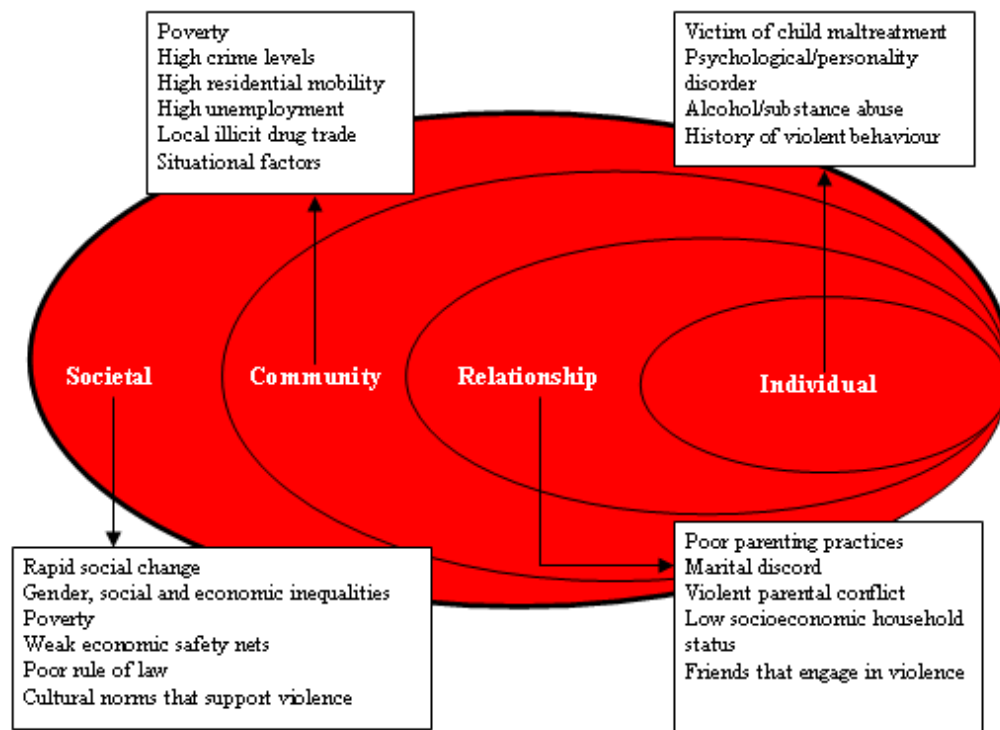 Poverty
High crime levels
High residential mobility
High unemployment
Local illicit drug trade
Situational factors
Victim of child maltreatment
Psychological/personality
disorder
Alcohol/substance abuse
History of violent behaviour
Societal
Community
Relationship
Individual
Rapid social change
Gender, social and economic inequalities
Poverty
Weak economic safety nets
Poor rule of law
Cultural norms that support violence
Poor parenting practices
Marital discord
Violent parental conflict
Low socioeconomic household
status
Friends that engage in violence